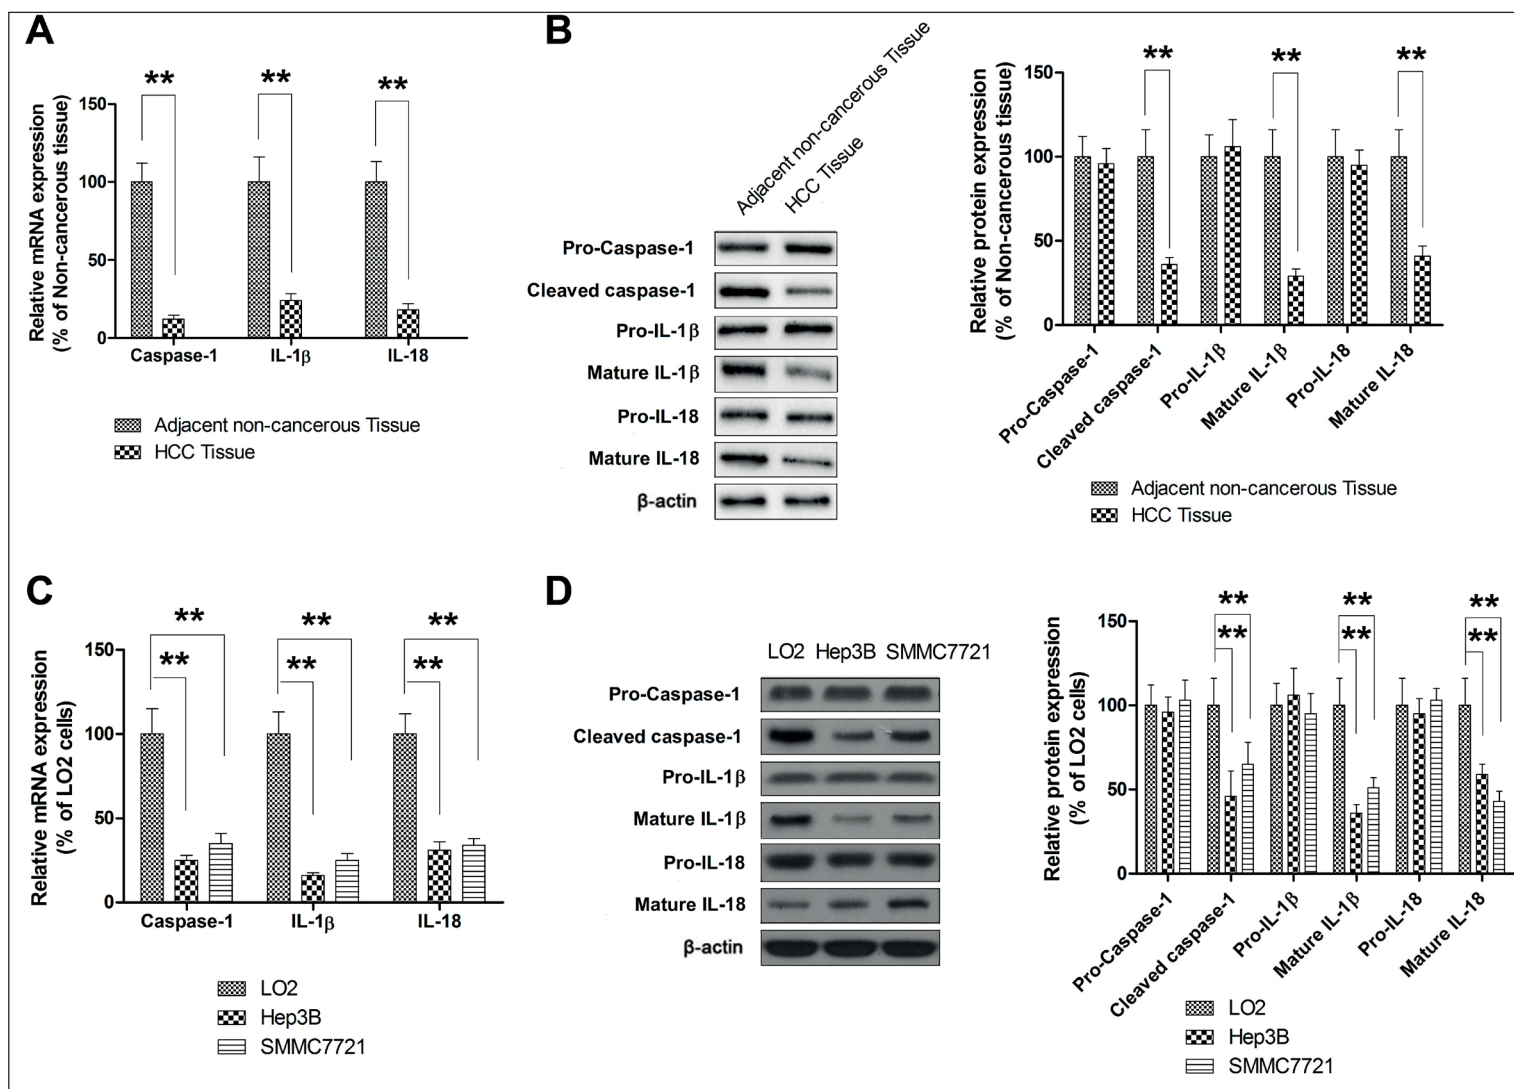 A
**
**
**
Relative mRNA expression
(% of Non-cancerous tissue)
150
100
50
0
Caspase-1
IL-1β
IL-18
Adjacent non-cancerous Tissue
HCC Tissue
B
Adjacent non-cancerous Tissue
HCC Tissue
Pro-Caspase-1
Cleaved caspase-1
Pro-IL-1β
Mature IL-1β
Pro-IL-18
Mature IL-18
β-actin
**
**
**
Relative protein expression
(% of Non-cancerous tissue)
150
100
50
0
Pro-Caspase-1
Cleaved caspase-1
Pro-IL-1β
Mature IL-1β
Pro-IL-18
Mature IL-18
Adjacent non-cancerous Tissue
HCC Tissue
C
**
**
**
**
**
**
Relative mRNA expression
(% of LO2 cells)
150
100
50
0
Caspase-1
IL-1β
IL-18
LO2
Hep3B
SMMC7721
D
LO2 Hep3B SMMC7721
Pro-Caspase-1
Cleaved caspase-1
Pro-IL-1β
Mature IL-1β
Pro-IL-18
Mature IL-18
β-actin
**
**
**
**
**
**
Relative protein expression
(% of LO2 cells)
150
100
50
0
Pro-Caspase-1
Cleaved caspase-1
Pro-IL-1β
Mature IL-1β
Pro-IL-18
Mature IL-18
LO2
Hep3B
SMMC7721